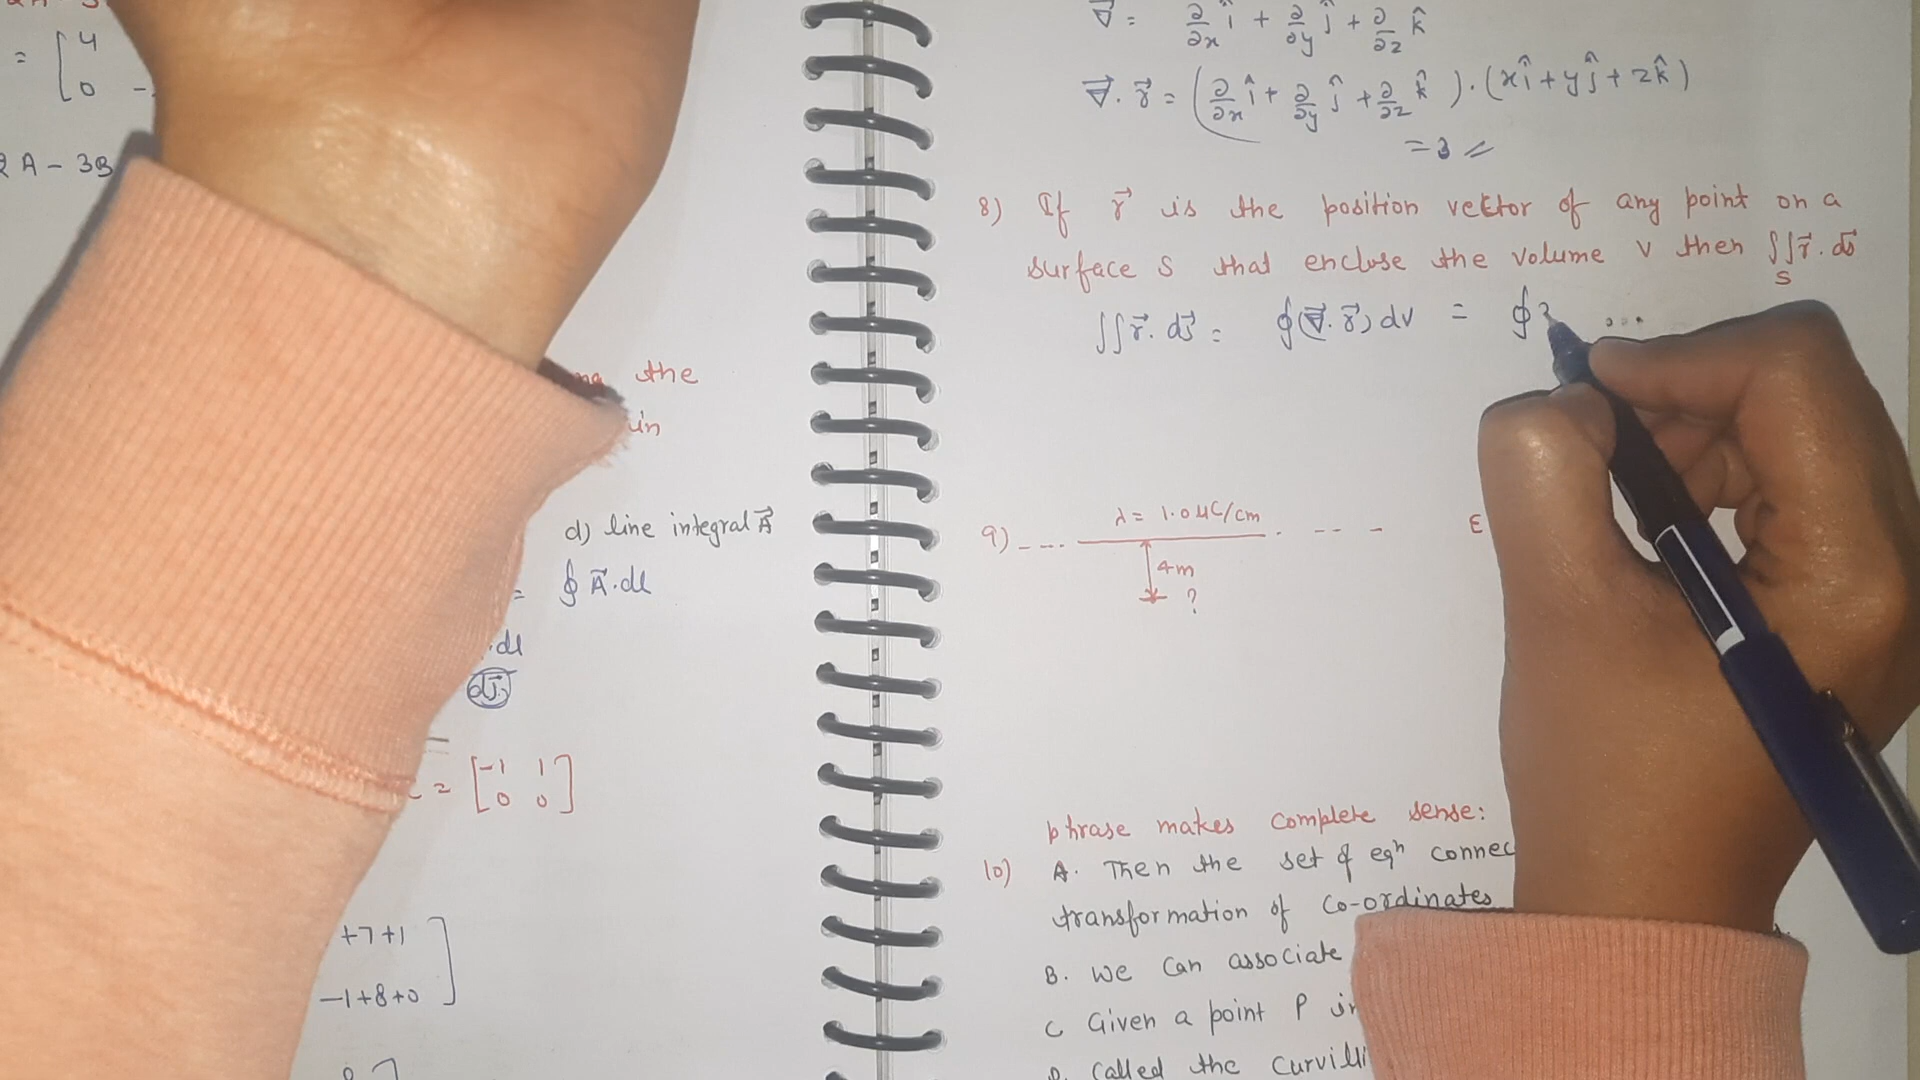 = [ 4
0 -
2A - 3B
the
in
d) line integral A⃗
= ∮ A⃗.dl
.dl
ds⃗
= [ -1 1
0 0 ]
+7+1
-1+8+0 ]
∇⃗ = ∂/∂x î + ∂/∂y ĵ + ∂/∂z k̂
∇⃗.r⃗ = (∂/∂x î + ∂/∂y ĵ + ∂/∂z k̂).(xî + yĵ + zk̂)
= 3 //
8) If r⃗ is the position vector of any point on a
surface S that enclose the volume V then ∫∫r⃗.ds⃗
S
∫∫r⃗.ds⃗ = ∮(∇⃗.r⃗)dv = ∮3
9) ---- λ = 1.0 μC/cm ---- E
4m
?
phrase makes complete sense:
10) A. Then the set of eqn connec
transformation of co-ordinates
B. We can associate
C Given a point P in
D. Called the curvili